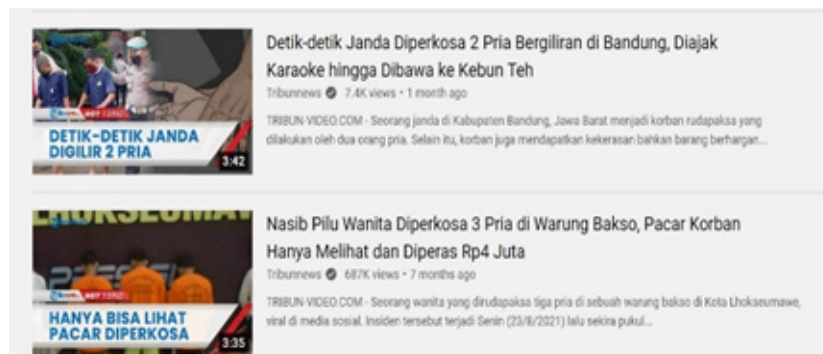 Detik-detik Janda Diperkosa 2 Pria Bergiliran di Bandung, Diajak
Karaoke hingga Dibawa ke Kebun Teh
Tribunnews 7.4K views • 1 month ago
TRIBUN-VIDEO.COM - Seorang janda di Kabupaten Bandung, Jawa Barat menjadi korban rudapaksa yang
dilakukan oleh dua orang pria. Selain itu, korban juga mendapatkan kekerasan bahkan barang berhargan...
HOT TOPIC
DETIK-DETIK JANDA
DIGILIR 2 PRIA
3:42
Nasib Pilu Wanita Diperkosa 3 Pria di Warung Bakso, Pacar Korban
Hanya Melihat dan Diperas Rp4 Juta
Tribunnews 687K views • 7 months ago
TRIBUN-VIDEO.COM - Seorang wanita yang dirudapaksa tiga pria di sebuah warung bakso di Kota Lhokseumawe,
viral di media sosial. Insiden tersebut terjadi Senin (23/8/2021) lalu sekira pukul...
LHOKSEUMAW
HOT TOPIC
HANYA BISA LIHAT
PACAR DIPERKOSA
3:35